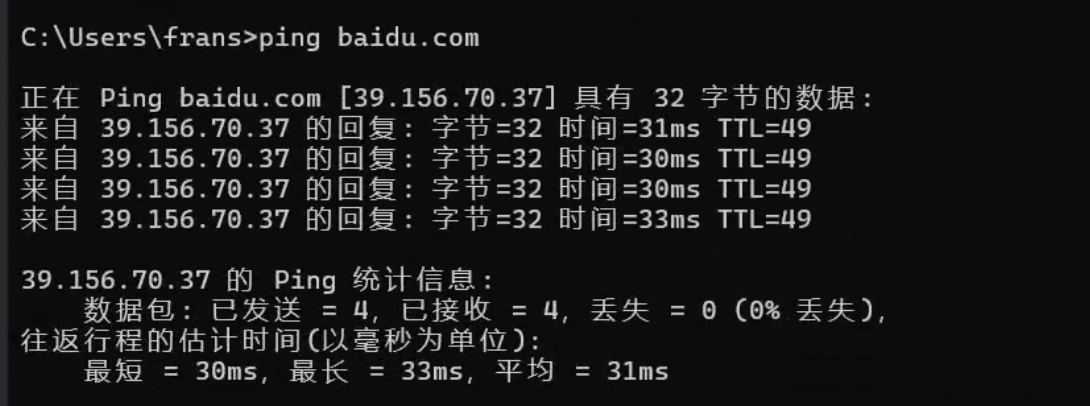 C:\Users\frans>ping baidu.com
正在 Ping baidu.com [39.156.70.37] 具有 32 字节的数据:
来自 39.156.70.37 的回复: 字节=32 时间=31ms TTL=49
来自 39.156.70.37 的回复: 字节=32 时间=30ms TTL=49
来自 39.156.70.37 的回复: 字节=32 时间=30ms TTL=49
来自 39.156.70.37 的回复: 字节=32 时间=33ms TTL=49
39.156.70.37 的 Ping 统计信息:
数据包: 已发送 = 4, 已接收 = 4, 丢失 = 0 (0% 丢失),
往返行程的估计时间(以毫秒为单位):
最短 = 30ms, 最长 = 33ms, 平均 = 31ms